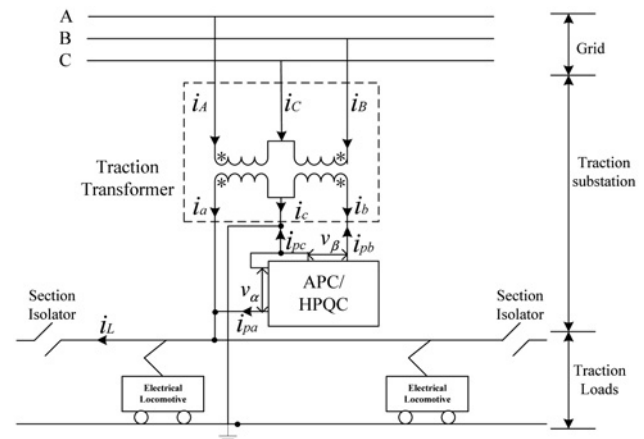 A
B
C
Grid
iA
iC
iB
*
*
Traction
Transformer
*
*
ia
ic
ib
Traction
substation
ipc
vβ
ipb
APC/
HPQC
vα
ipa
Section
Isolator
iL
Section
Isolator
Electrical
Locomotive
Electrical
Locomotive
Traction
Loads